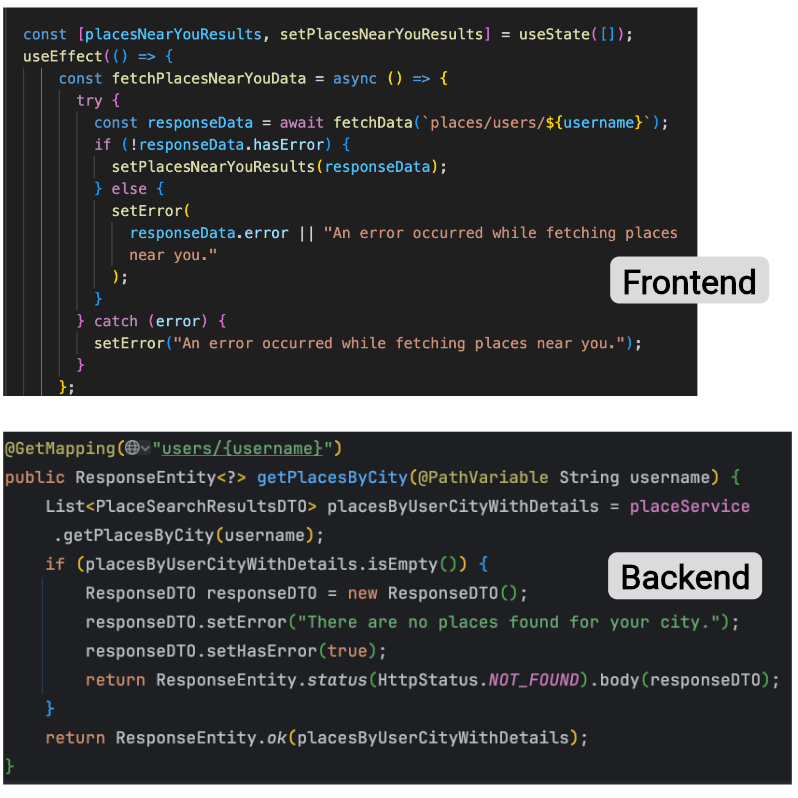 const [placesNearYouResults, setPlacesNearYouResults] = useState([]);
useEffect(() => {
const fetchPlacesNearYouData = async () => {
try {
const responseData = await fetchData(`places/users/${username}`);
if (!responseData.hasError) {
setPlacesNearYouResults(responseData);
} else {
setError(
responseData.error || "An error occurred while fetching places
near you."
);
}
} catch (error) {
setError("An error occurred while fetching places near you.");
}
};
Frontend
@GetMapping("users/{username}")
public ResponseEntity<?> getPlacesByCity(@PathVariable String username) {
List<PlaceSearchResultsDTO> placesByUserCityWithDetails = placeService
.getPlacesByCity(username);
if (placesByUserCityWithDetails.isEmpty()) {
ResponseDTO responseDTO = new ResponseDTO();
responseDTO.setError("There are no places found for your city.");
responseDTO.setHasError(true);
return ResponseEntity.status(HttpStatus.NOT_FOUND).body(responseDTO);
}
return ResponseEntity.ok(placesByUserCityWithDetails);
}
Backend